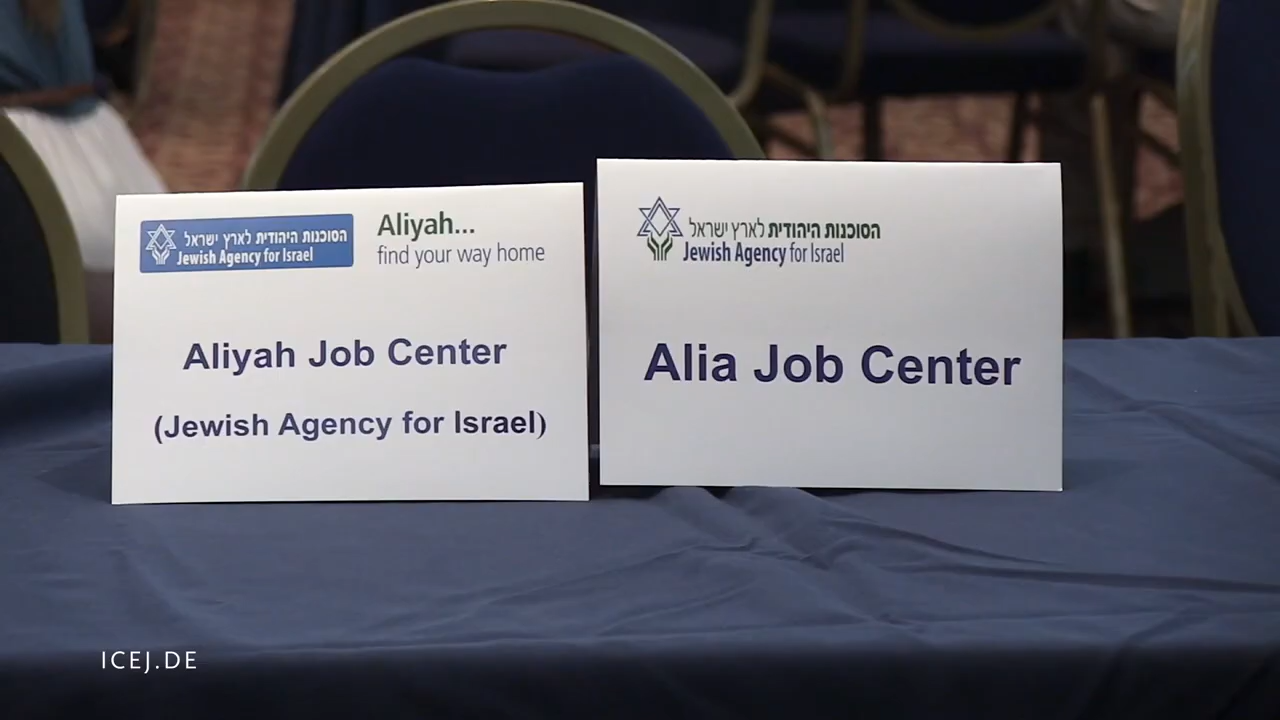 הסוכנות היהודית לארץ ישראל
Jewish Agency for Israel
Aliyah...
find your way home
Aliyah Job Center
(Jewish Agency for Israel)
הסוכנות היהודית לארץ ישראל
Jewish Agency for Israel
Alia Job Center
ICEJ.DE